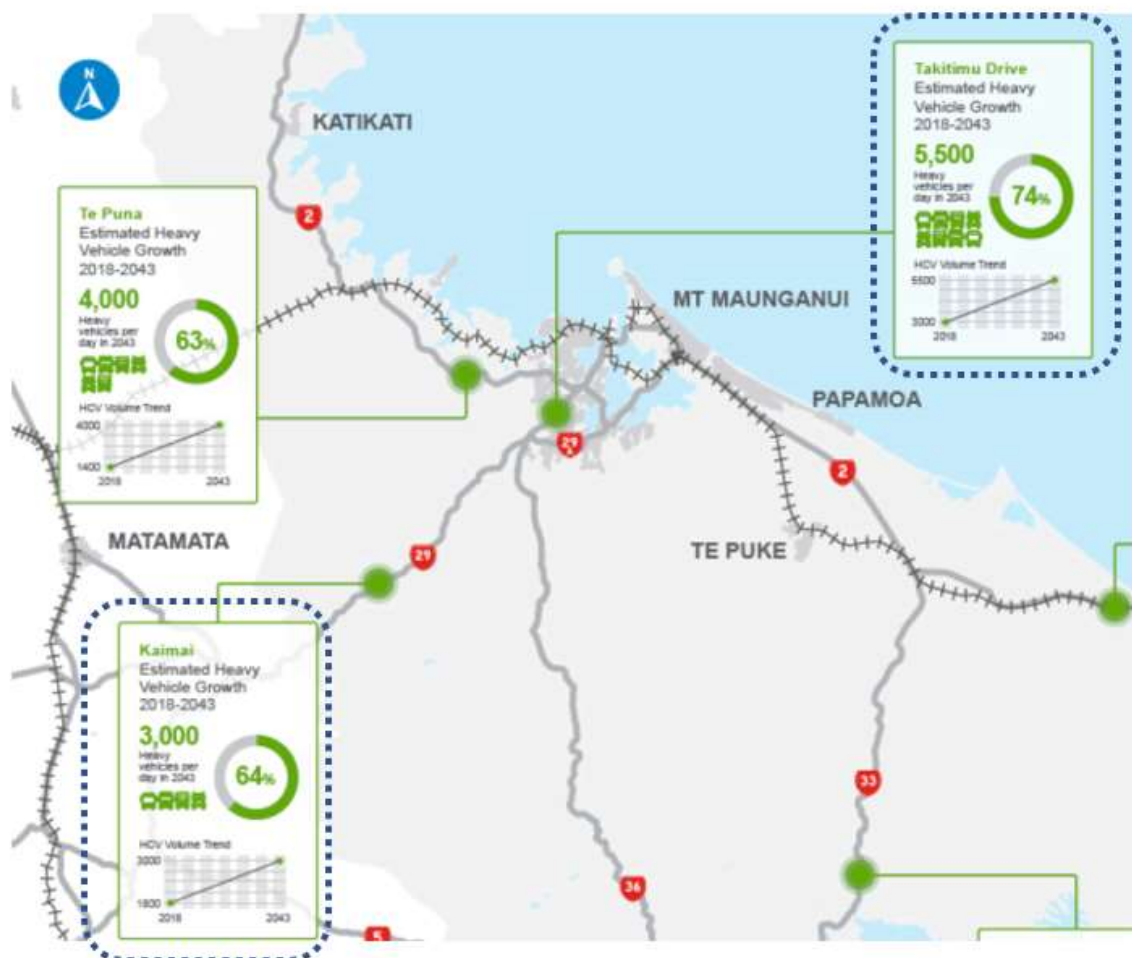 N
KATIKATI
2
Takitimu Drive
Estimated Heavy
Vehicle Growth
2018-2043
5,500
Heavy
vehicles per
day in 2043
74%
HCV Volume Trend
5500
3000
2018
2043
Te Puna
Estimated Heavy
Vehicle Growth
2018-2043
4,000
Heavy
vehicles per
day in 2043
63%
HCV Volume Trend
4000
1400
2018
2043
MT MAUNGANUI
PAPAMOA
29
A
2
TE PUKE
MATAMATA
29
Kaimai
Estimated Heavy
Vehicle Growth
2018-2043
3,000
Heavy
vehicles per
day in 2043
64%
HCV Volume Trend
3000
1800
2018
2043
33
36
5